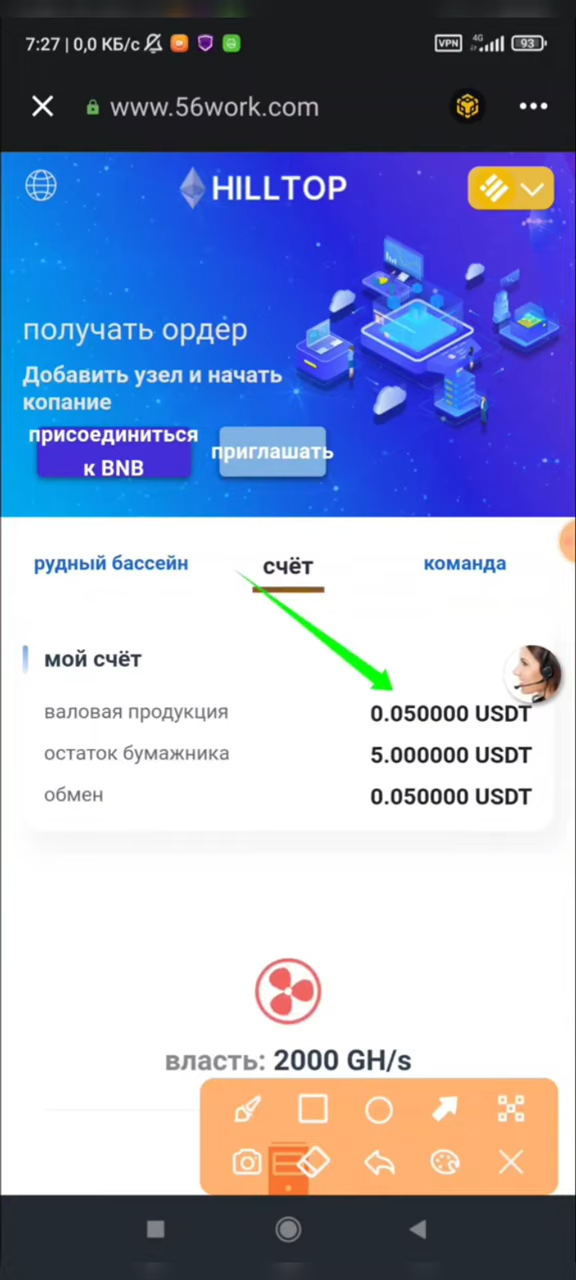 7:27 | 0,0 КБ/с
VPN 4G 93
www.56work.com
HILLTOP
получать ордер
Добавить узел и начать
копание
присоединиться
к BNB
приглашать
рудный бассейн счёт команда
мой счёт
валовая продукция 0.050000 USDT
остаток бумажника 5.000000 USDT
обмен 0.050000 USDT
власть: 2000 GH/s